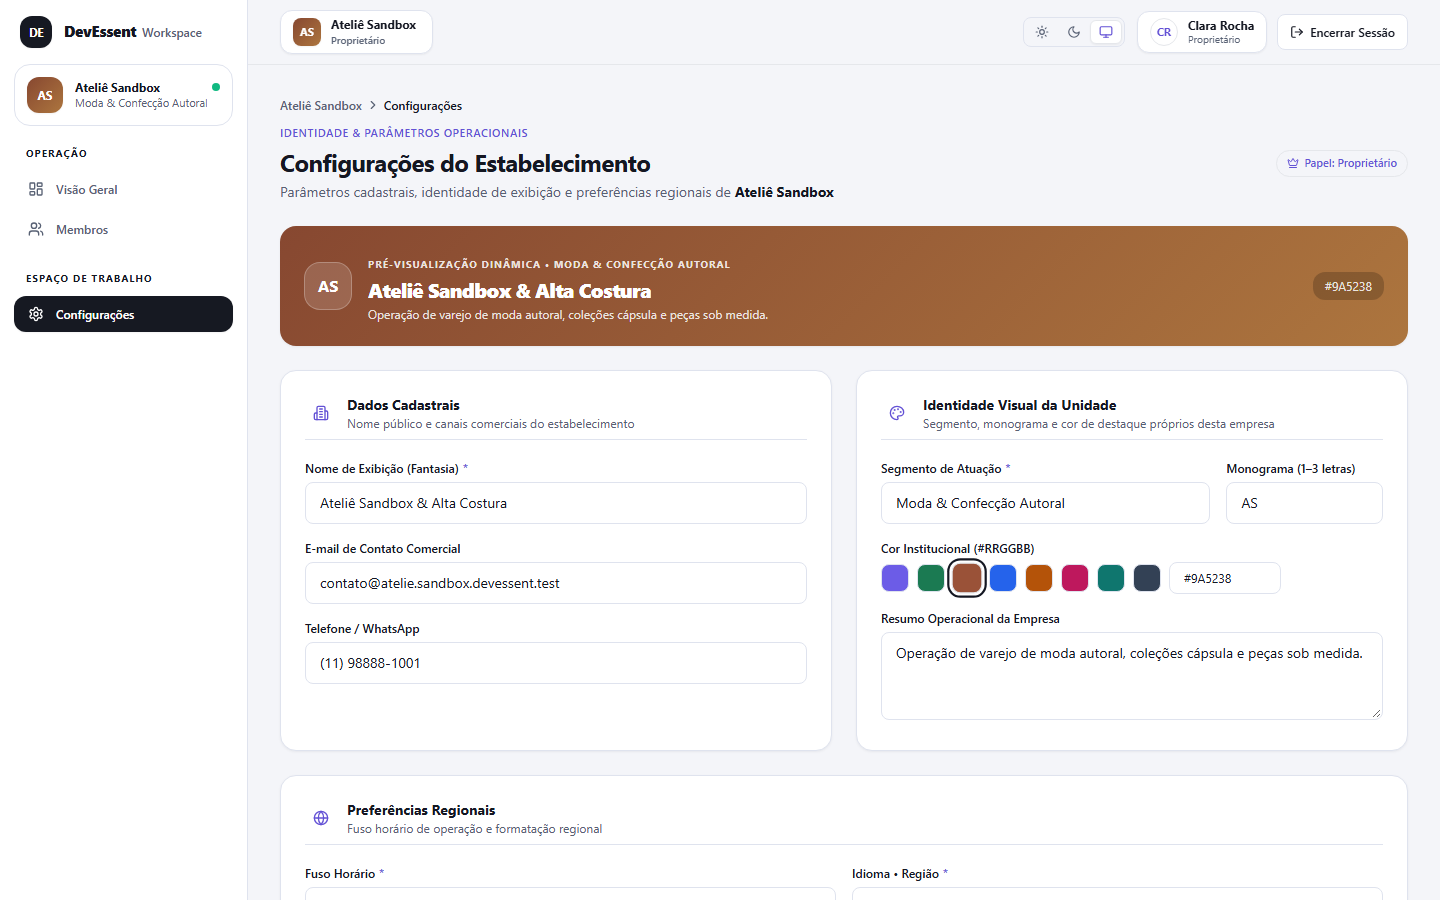 DE
DevEssent Workspace
AS
Ateliê Sandbox
Moda & Confecção Autoral
OPERAÇÃO
Visão Geral
Membros
ESPAÇO DE TRABALHO
Configurações
AS
Ateliê Sandbox
Proprietário
CR
Clara Rocha
Proprietário
Encerrar Sessão
Ateliê Sandbox > Configurações
IDENTIDADE & PARÂMETROS OPERACIONAIS
Configurações do Estabelecimento
Parâmetros cadastrais, identidade de exibição e preferências regionais de Ateliê Sandbox
Papel: Proprietário
AS
PRÉ-VISUALIZAÇÃO DINÂMICA • MODA & CONFECÇÃO AUTORAL
Ateliê Sandbox & Alta Costura
Operação de varejo de moda autoral, coleções cápsula e peças sob medida.
#9A5238
Dados Cadastrais
Nome público e canais comerciais do estabelecimento
Nome de Exibição (Fantasia) *
Ateliê Sandbox & Alta Costura
E-mail de Contato Comercial
contato@atelie.sandbox.devessent.test
Telefone / WhatsApp
(11) 98888-1001
Identidade Visual da Unidade
Segmento, monograma e cor de destaque próprios desta empresa
Segmento de Atuação *
Monograma (1–3 letras)
Moda & Confecção Autoral
AS
Cor Institucional (#RRGGBB)
#9A5238
Resumo Operacional da Empresa
Operação de varejo de moda autoral, coleções cápsula e peças sob medida.
Preferências Regionais
Fuso horário de operação e formatação regional
Fuso Horário *
Idioma • Região *